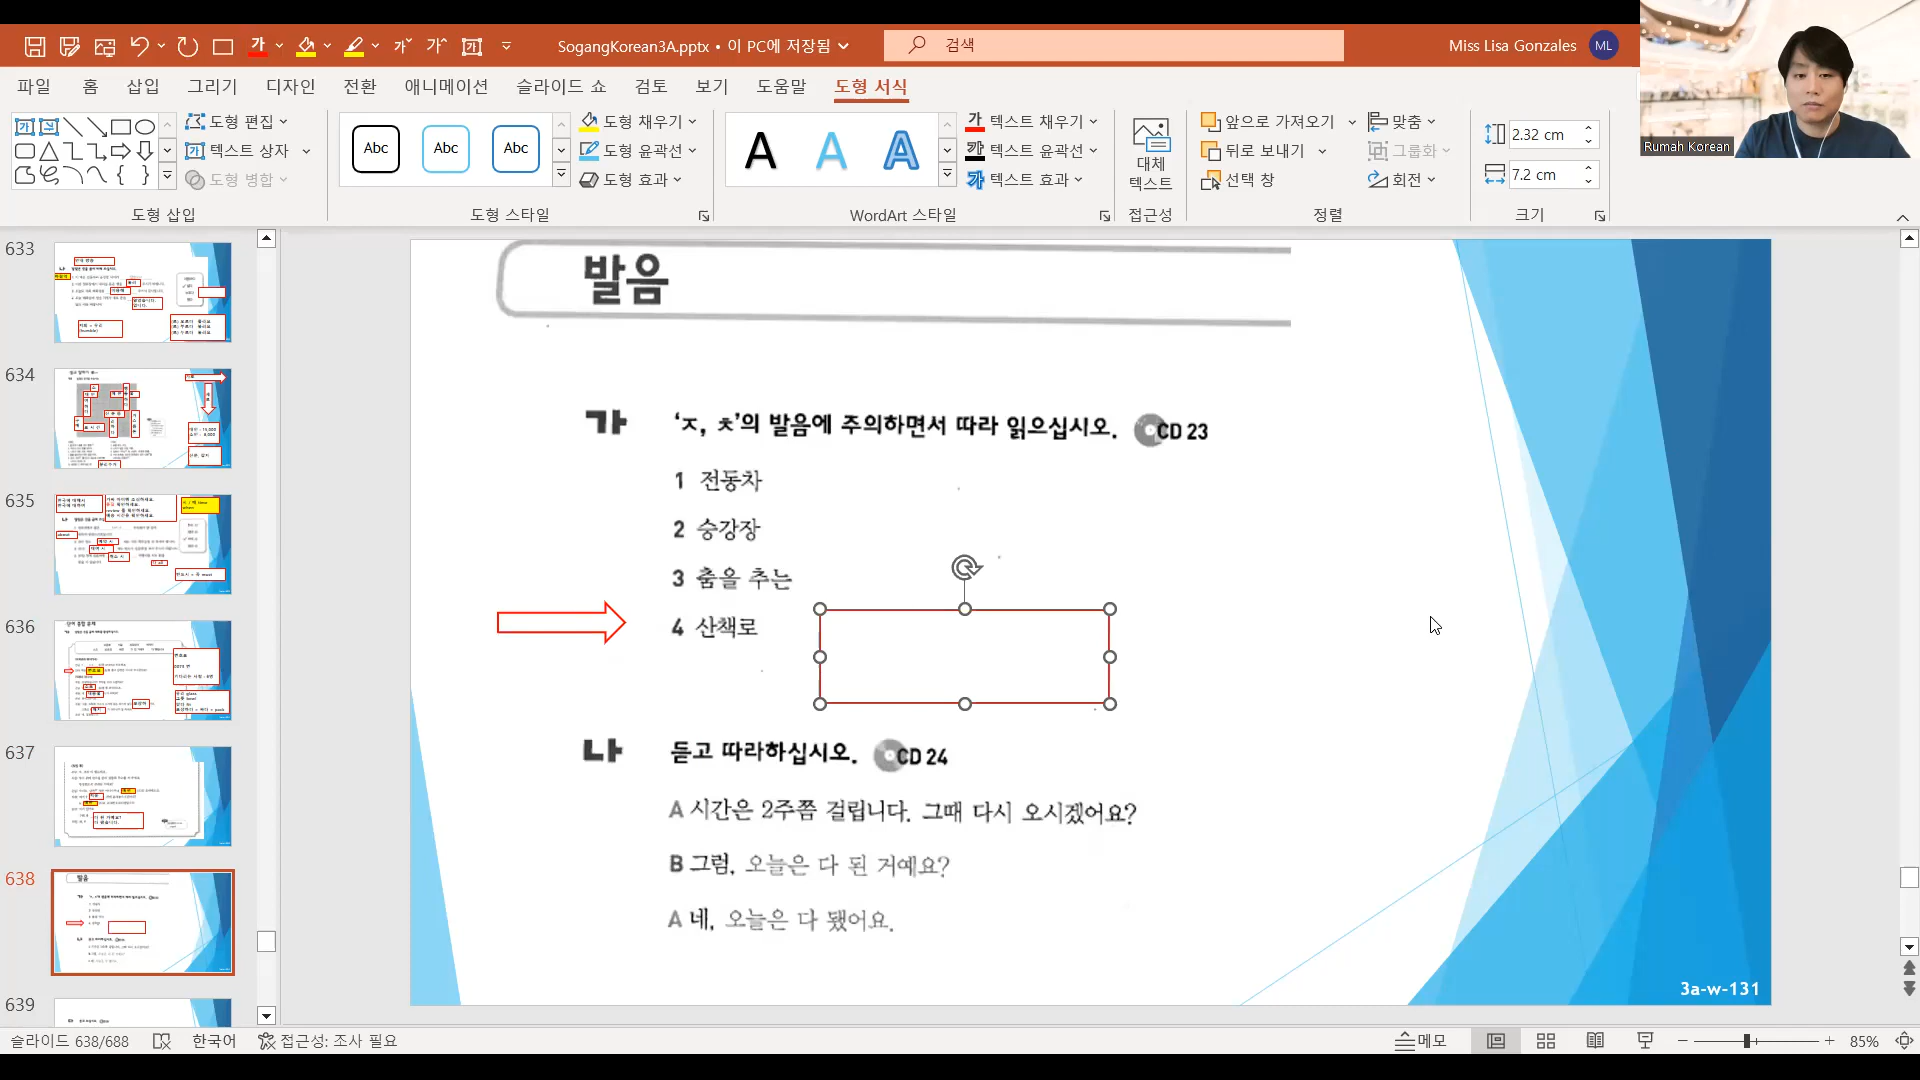 SogangKorean3A.pptx • 이 PC에 저장됨
검색
Miss Lisa Gonzales
ML
파일 홈 삽입 그리기 디자인 전환 애니메이션 슬라이드 쇼 검토 보기 도움말 도형 서식
도형 편집
텍스트 상자
도형 병합
도형 삽입
Abc Abc Abc
도형 채우기
도형 윤곽선
도형 효과
도형 스타일
A A A
텍스트 채우기
텍스트 윤곽선
텍스트 효과
WordArt 스타일
대체 텍스트
접근성
앞으로 가져오기
뒤로 보내기
선택 창
맞춤
그룹화
회전
정렬
2.32 cm
7.2 cm
크기
Rumah Korean
633
634
635
636
637
638
639
발음
가 'ㅈ, ㅊ'의 발음에 주의하면서 따라 읽으십시오. CD 23
1 전동차
2 승강장
3 춤을 추는
4 산책로
나 듣고 따라하십시오. CD 24
A 시간은 2주쯤 걸립니다. 그때 다시 오시겠어요?
B 그럼, 오늘은 다 된 거예요?
A 네, 오늘은 다 됐어요.
3a-w-131
슬라이드 638/688 한국어 접근성: 조사 필요 메모 85%